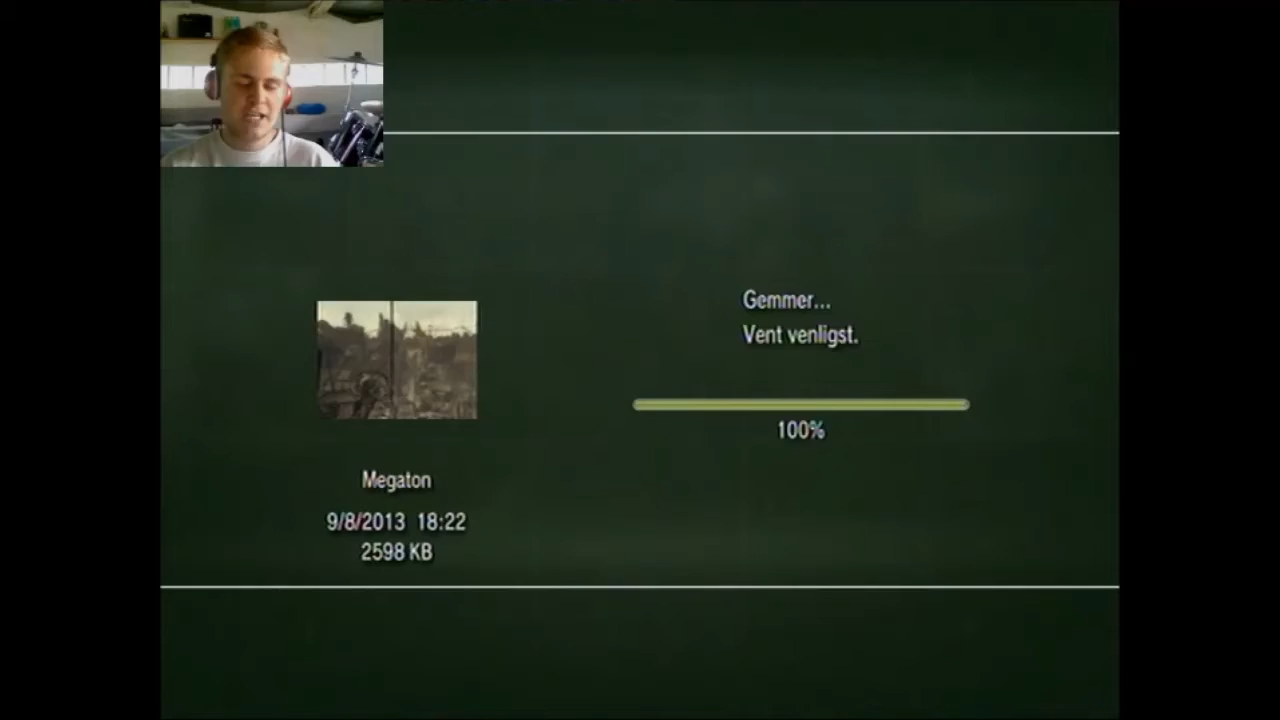 Gemmer...
Vent venligst.
100%
Megaton
9/8/2013 18:22
2598 KB